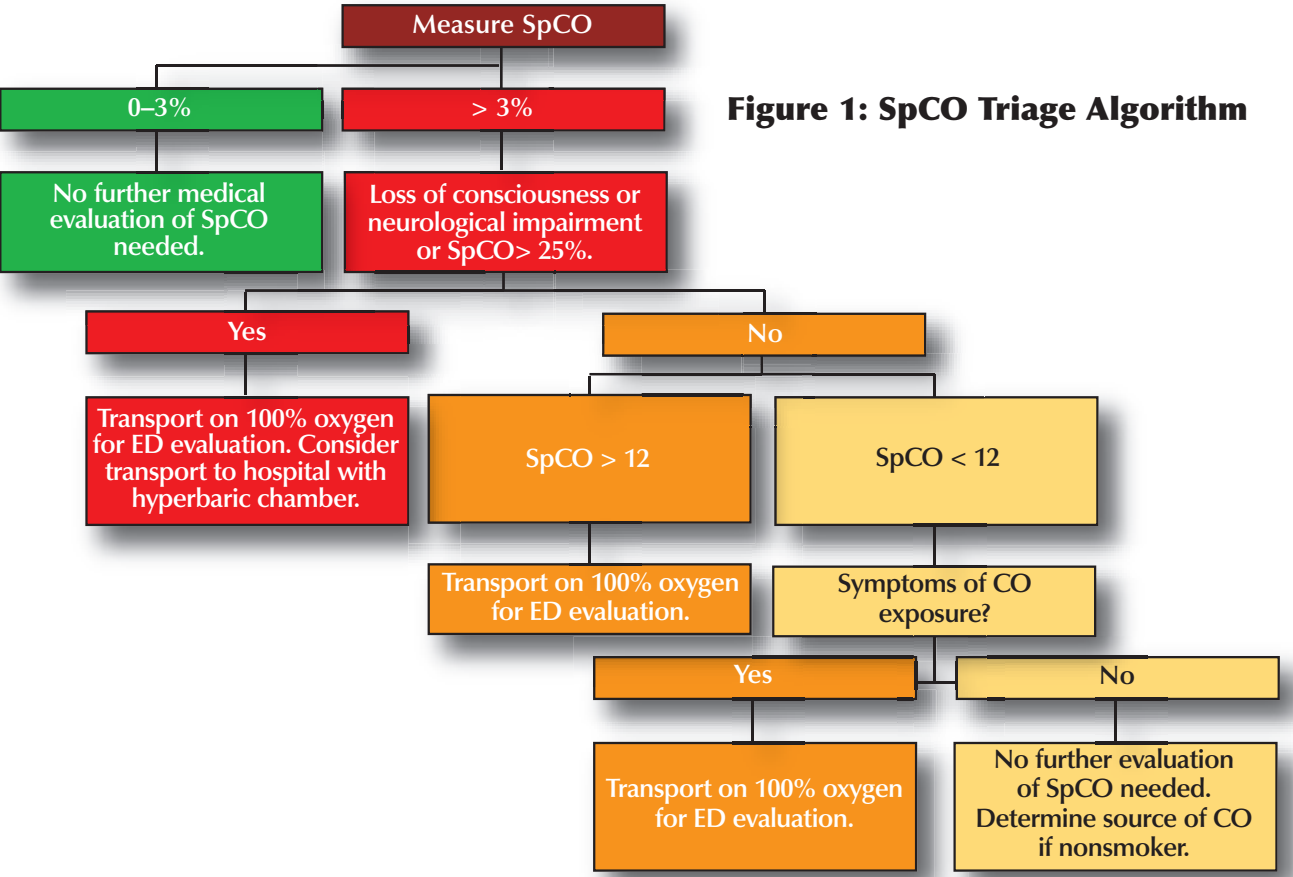 Measure SpCO
Figure 1: SpCO Triage Algorithm
0–3%
> 3%
No further medical
evaluation of SpCO
needed.
Loss of consciousness or
neurological impairment
or SpCO> 25%.
Yes
No
Transport on 100% oxygen
for ED evaluation. Consider
transport to hospital with
hyperbaric chamber.
SpCO > 12
SpCO < 12
Transport on 100% oxygen
for ED evaluation.
Symptoms of CO
exposure?
Yes
No
Transport on 100% oxygen
for ED evaluation.
No further evaluation
of SpCO needed.
Determine source of CO
if nonsmoker.